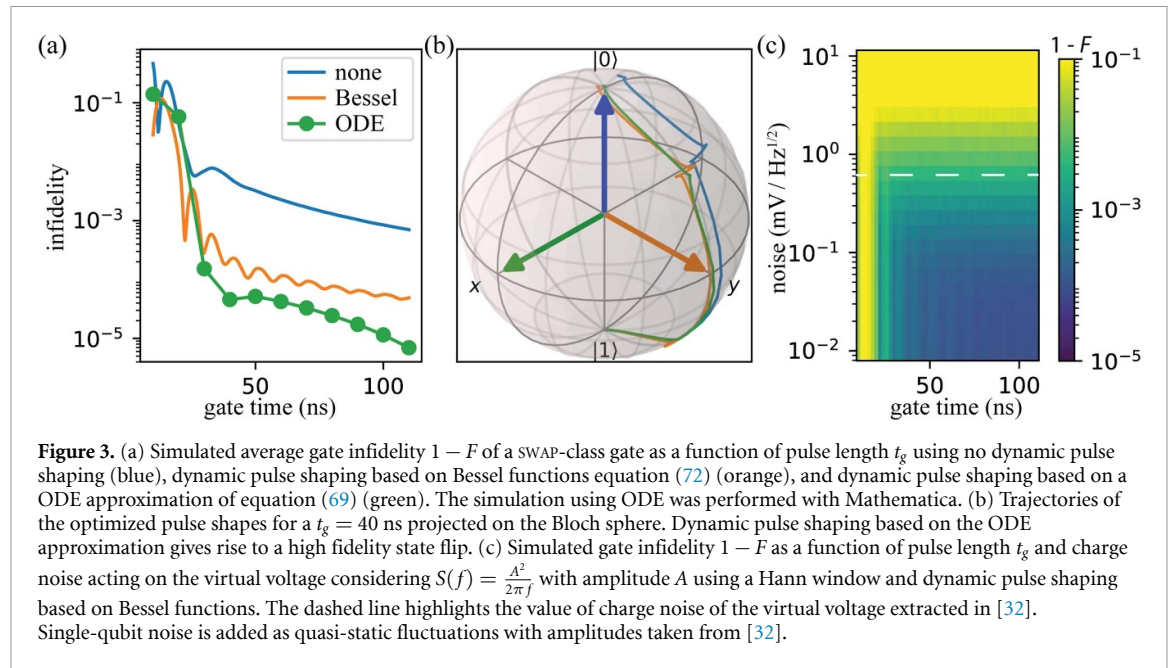 (a)
none
Bessel
ODE
10⁻¹
10⁻³
10⁻⁵
infidelity
50
100
gate time (ns)
(b)
|0⟩
x
y
|1⟩
(c)
1 - F
10¹
10⁰
10⁻¹
10⁻²
noise (mV / Hz¹ᐟ²)
50
100
gate time (ns)
10⁻¹
10⁻³
10⁻⁵
Figure 3. (a) Simulated average gate infidelity 1 − F of a SWAP-class gate as a function of pulse length t_g using no dynamic pulse
shaping (blue), dynamic pulse shaping based on Bessel functions equation (72) (orange), and dynamic pulse shaping based on a
ODE approximation of equation (69) (green). The simulation using ODE was performed with Mathematica. (b) Trajectories of
the optimized pulse shapes for a t_g = 40 ns projected on the Bloch sphere. Dynamic pulse shaping based on the ODE
approximation gives rise to a high fidelity state flip. (c) Simulated gate infidelity 1 − F as a function of pulse length t_g and charge
noise acting on the virtual voltage considering S(f) = A²/2πf with amplitude A using a Hann window and dynamic pulse shaping
based on Bessel functions. The dashed line highlights the value of charge noise of the virtual voltage extracted in [32].
Single-qubit noise is added as quasi-static fluctuations with amplitudes taken from [32].